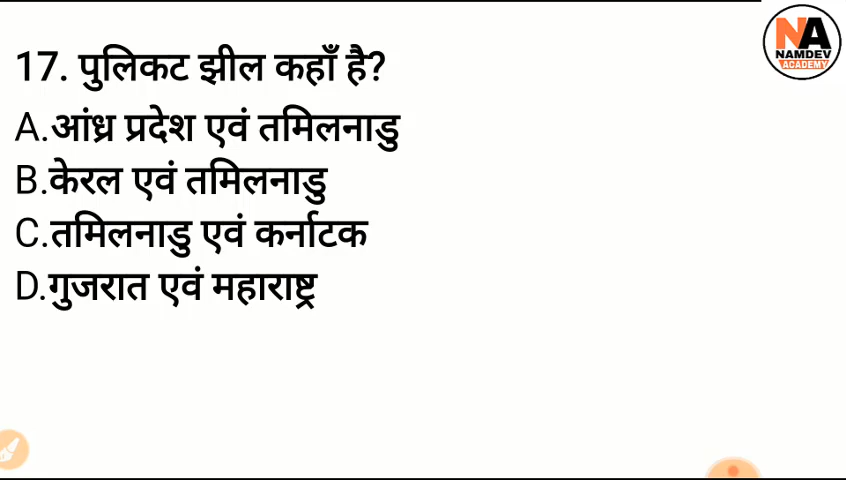 NA
NAMDEV
ACADEMY
17. पुलिकट झील कहाँ है?
A.आंध्र प्रदेश एवं तमिलनाडु
B.केरल एवं तमिलनाडु
C.तमिलनाडु एवं कर्नाटक
D.गुजरात एवं महाराष्ट्र